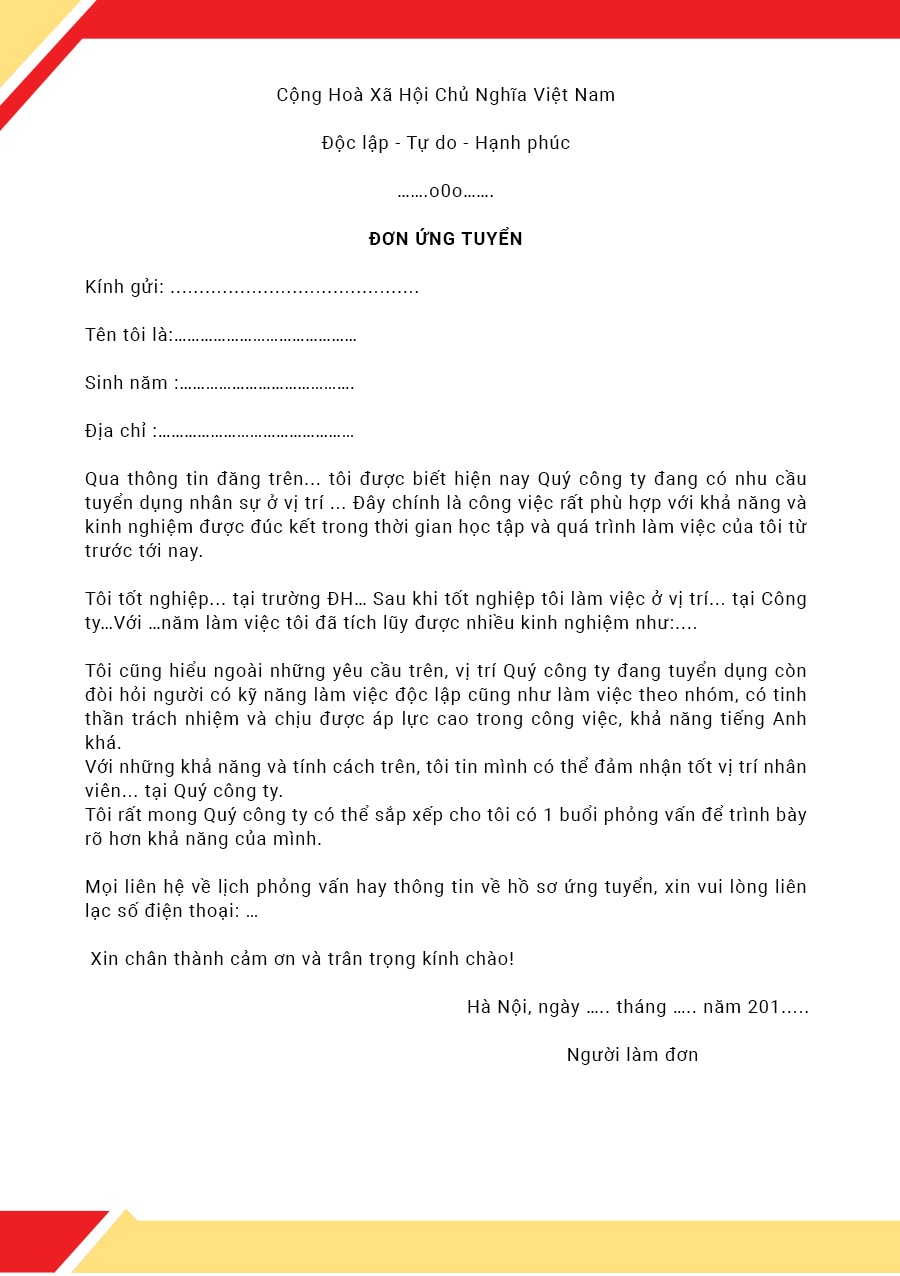 Cộng Hoà Xã Hội Chủ Nghĩa Việt Nam
Độc lập - Tự do - Hạnh phúc
…….o0o…….
ĐƠN ỨNG TUYỂN
Kính gửi: ...........................................
Tên tôi là:……………………………………
Sinh năm :………………………………….
Địa chỉ :………………………………………
Qua thông tin đăng trên... tôi được biết hiện nay Quý công ty đang có nhu cầu
tuyển dụng nhân sự ở vị trí ... Đây chính là công việc rất phù hợp với khả năng và
kinh nghiệm được đúc kết trong thời gian học tập và quá trình làm việc của tôi từ
trước tới nay.
Tôi tốt nghiệp... tại trường ĐH… Sau khi tốt nghiệp tôi làm việc ở vị trí... tại Công
ty…Với …năm làm việc tôi đã tích lũy được nhiều kinh nghiệm như:....
Tôi cũng hiểu ngoài những yêu cầu trên, vị trí Quý công ty đang tuyển dụng còn
đòi hỏi người có kỹ năng làm việc độc lập cũng như làm việc theo nhóm, có tinh
thần trách nhiệm và chịu được áp lực cao trong công việc, khả năng tiếng Anh
khá.
Với những khả năng và tính cách trên, tôi tin mình có thể đảm nhận tốt vị trí nhân
viên... tại Quý công ty.
Tôi rất mong Quý công ty có thể sắp xếp cho tôi có 1 buổi phỏng vấn để trình bày
rõ hơn khả năng của mình.
Mọi liên hệ về lịch phỏng vấn hay thông tin về hồ sơ ứng tuyển, xin vui lòng liên
lạc số điện thoại: …
Xin chân thành cảm ơn và trân trọng kính chào!
Hà Nội, ngày ….. tháng ….. năm 201.....
Người làm đơn